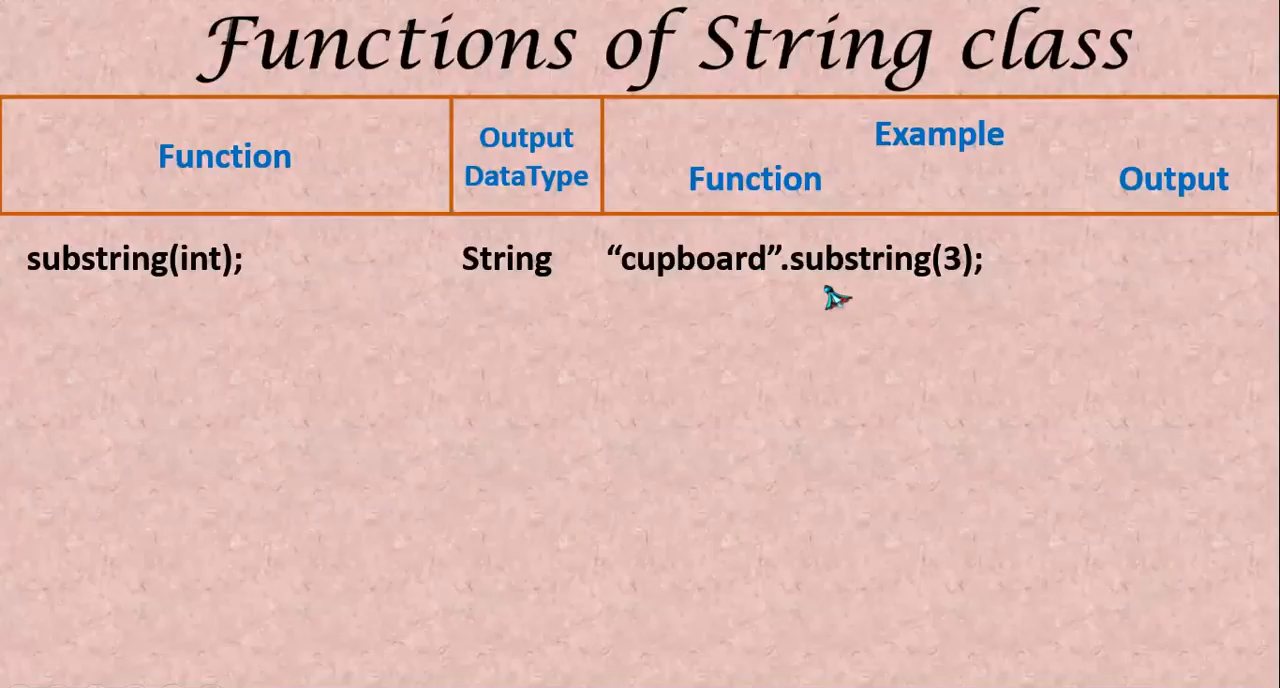 Functions of String class
Function
Output
DataType
Example
Function Output
substring(int); String “cupboard”.substring(3);